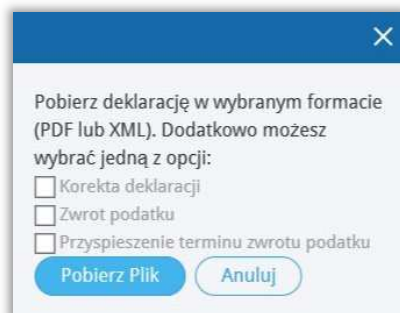 Pobierz deklarację w wybranym formacie
(PDF lub XML). Dodatkowo możesz
wybrać jedną z opcji:
Korekta deklaracji
Zwrot podatku
Przyspieszenie terminu zwrotu podatku
Pobierz Plik Anuluj